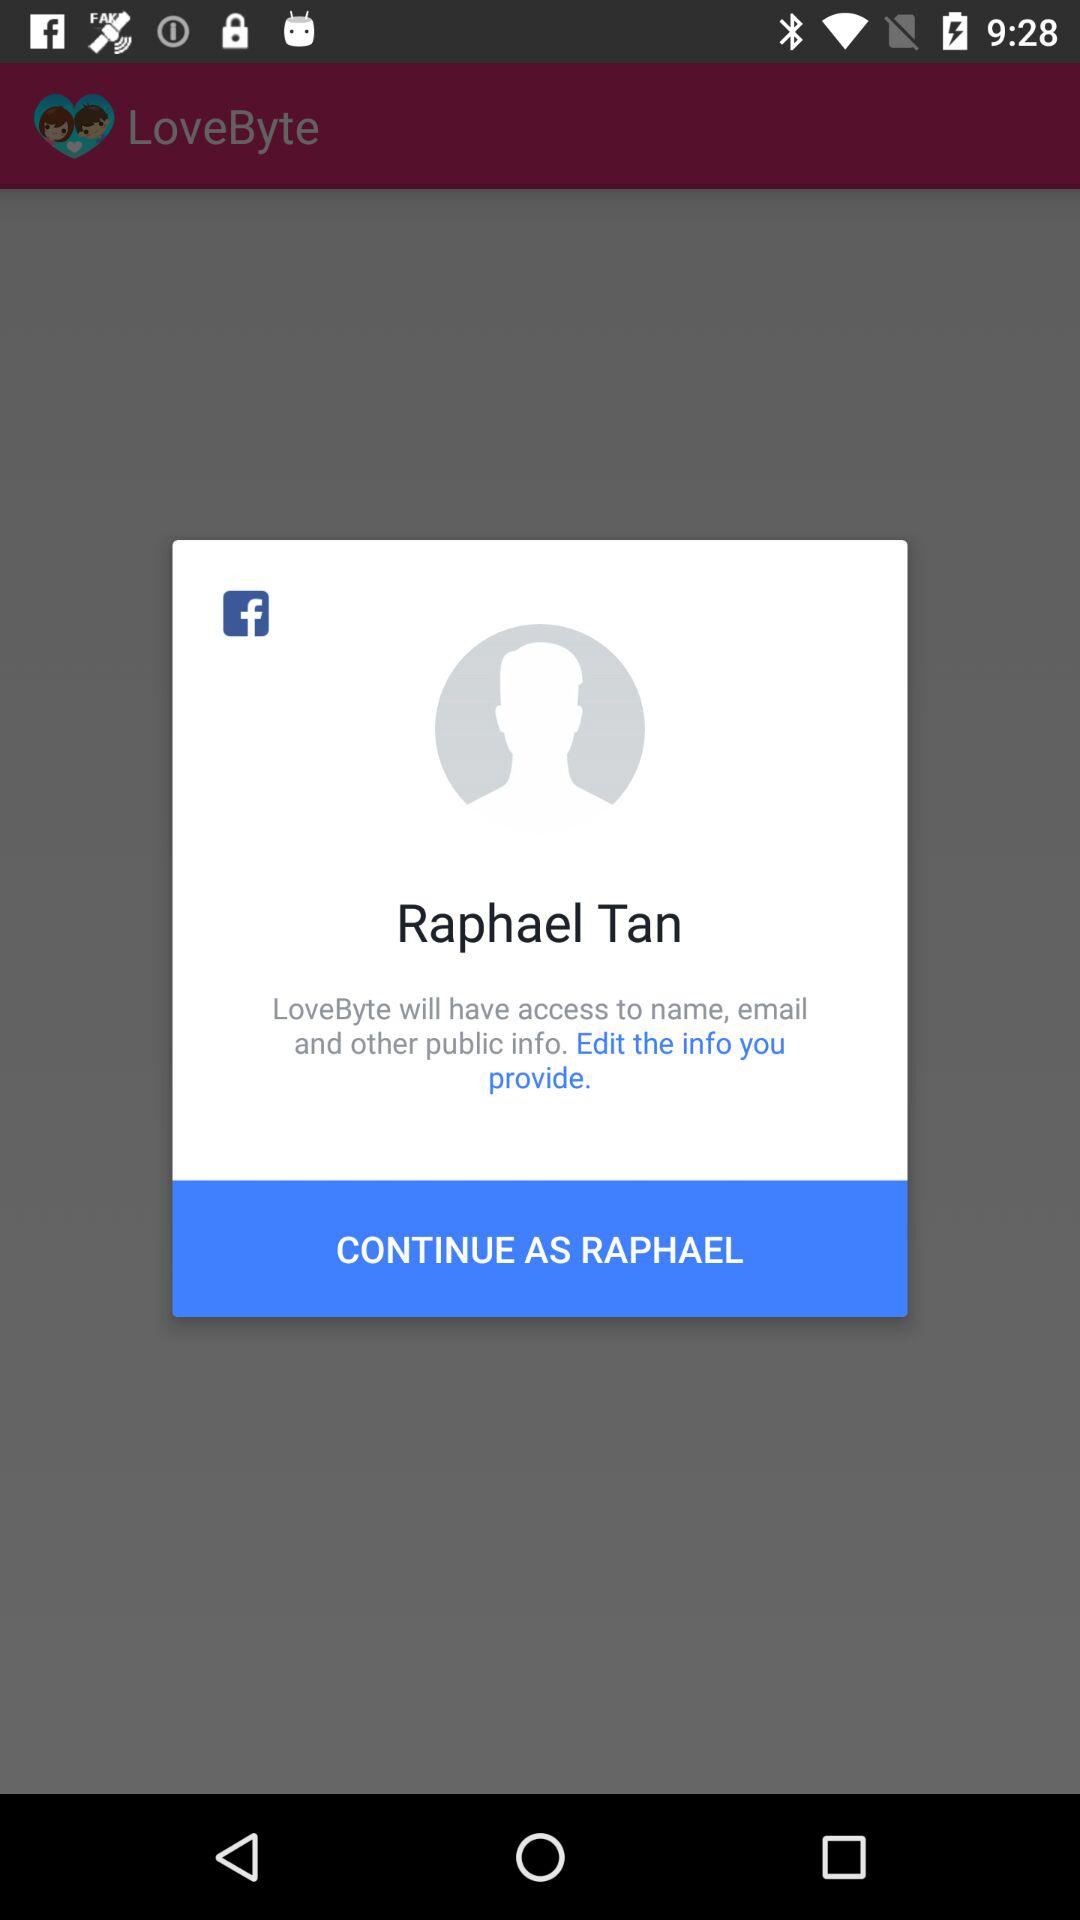 FAK
9:28
LoveByte
Raphael Tan
LoveByte will have access to name, email
and other public info. Edit the info you
provide.
CONTINUE AS RAPHAEL